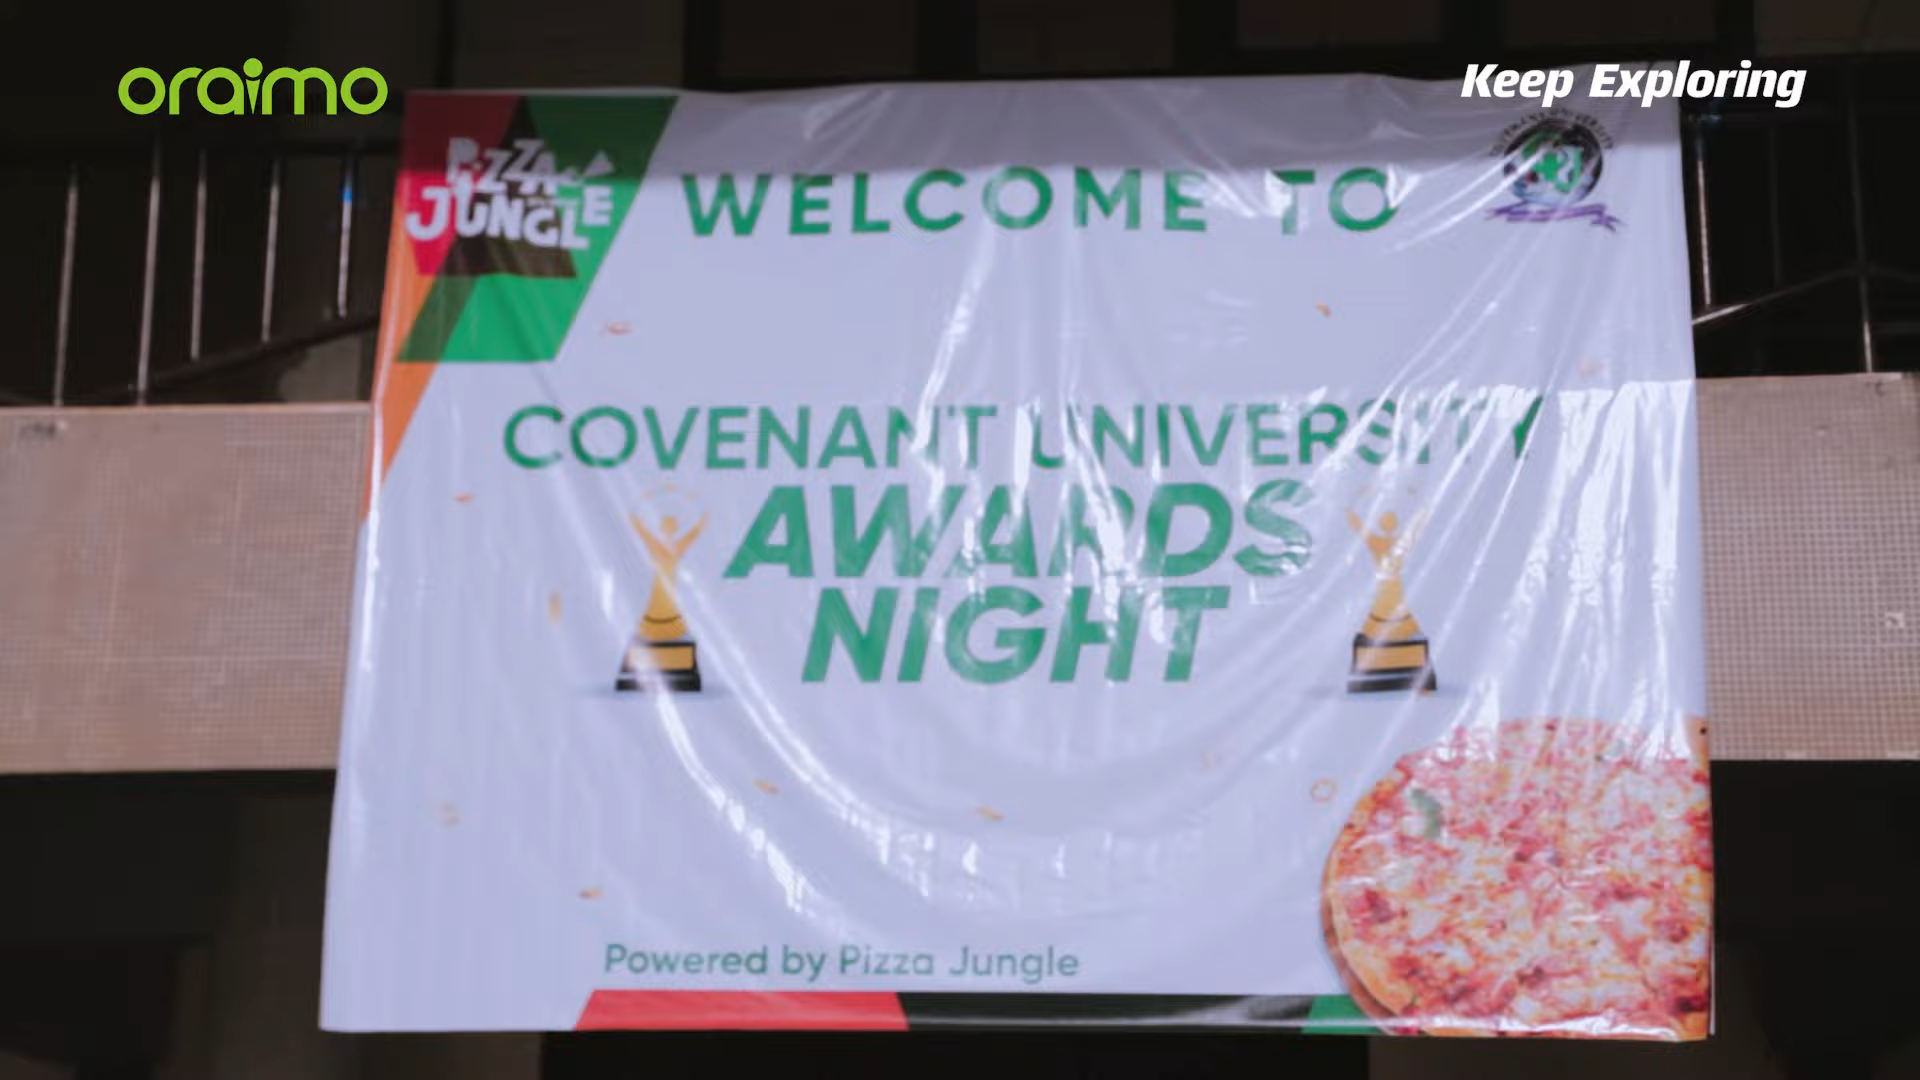 oraimo
Keep Exploring
PIZZA
JUNGLE
WELCOME TO
COVENANT UNIVERSITY
AWARDS
NIGHT
Powered by Pizza Jungle